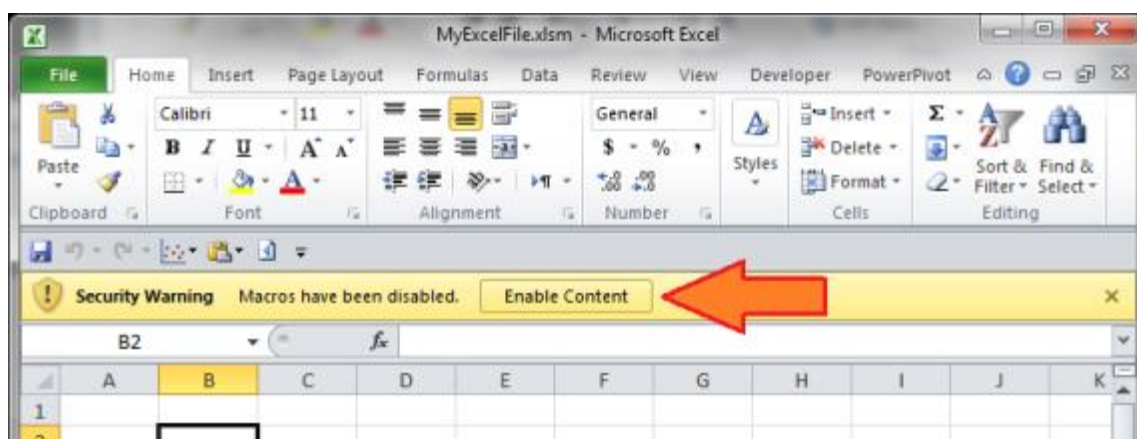 MyExcelFile.xlsm - Microsoft Excel
File Home Insert Page Layout Formulas Data Review View Developer PowerPivot
Calibri 11 General Insert Σ
Paste B I U A A $ % , Styles Delete Sort & Find &
A Format Filter Select
Clipboard Font Alignment Number Cells Editing
Security Warning Macros have been disabled. Enable Content
B2 fx
A B C D E F G H I J K
1
2